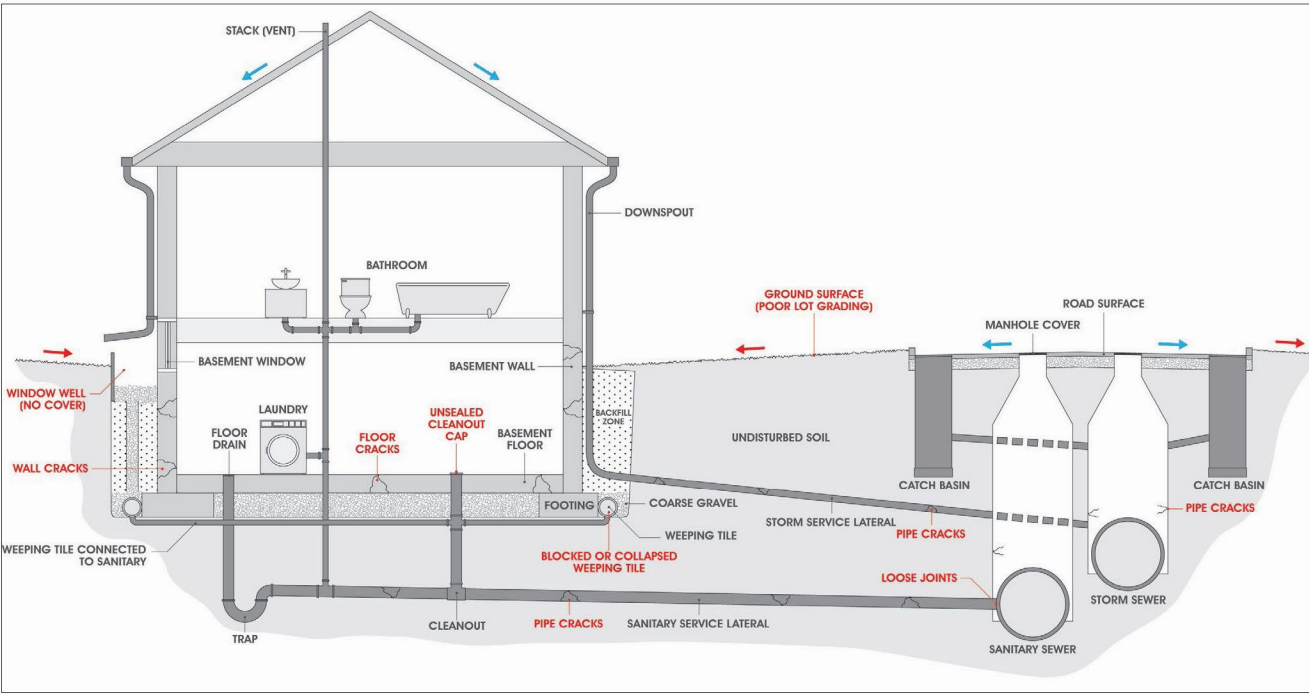 STACK (VENT)
DOWNSPOUT
BATHROOM
GROUND SURFACE
(POOR LOT GRADING)
ROAD SURFACE
MANHOLE COVER
BASEMENT WINDOW
BASEMENT WALL
WINDOW WELL
(NO COVER)
LAUNDRY
UNSEALED
CLEANOUT
CAP
BACKFILL
ZONE
FLOOR
DRAIN
FLOOR
CRACKS
BASEMENT
FLOOR
UNDISTURBED SOIL
WALL CRACKS
CATCH BASIN
CATCH BASIN
FOOTING
COARSE GRAVEL
STORM SERVICE LATERAL
PIPE CRACKS
PIPE CRACKS
WEEPING TILE
WEEPING TILE CONNECTED
TO SANITARY
BLOCKED OR COLLAPSED
WEEPING TILE
LOOSE JOINTS
STORM SEWER
TRAP
CLEANOUT
PIPE CRACKS
SANITARY SERVICE LATERAL
SANITARY SEWER